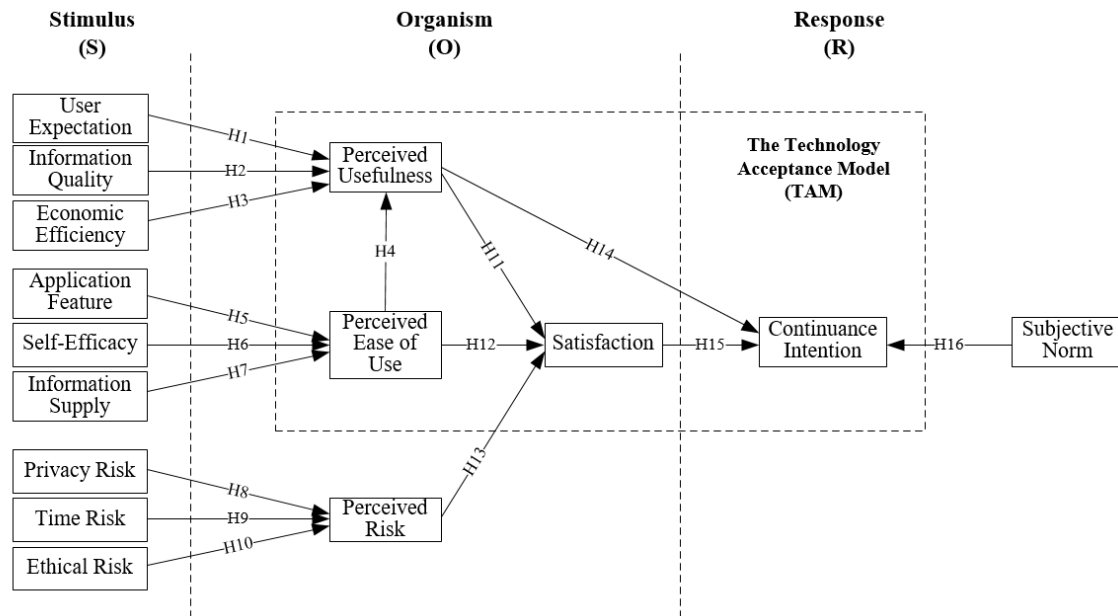 Stimulus
(S)
Organism
(O)
Response
(R)
User
Expectation
Information
Quality
Economic
Efficiency
Application
Feature
Self-Efficacy
Information
Supply
Privacy Risk
Time Risk
Ethical Risk
H1
H2
H3
H5
H6
H7
H8
H9
H10
Perceived
Usefulness
H4
Perceived
Ease of
Use
Perceived
Risk
H11
H12
H13
H14
Satisfaction
H15
The Technology
Acceptance Model
(TAM)
Continuance
Intention
H16
Subjective
Norm